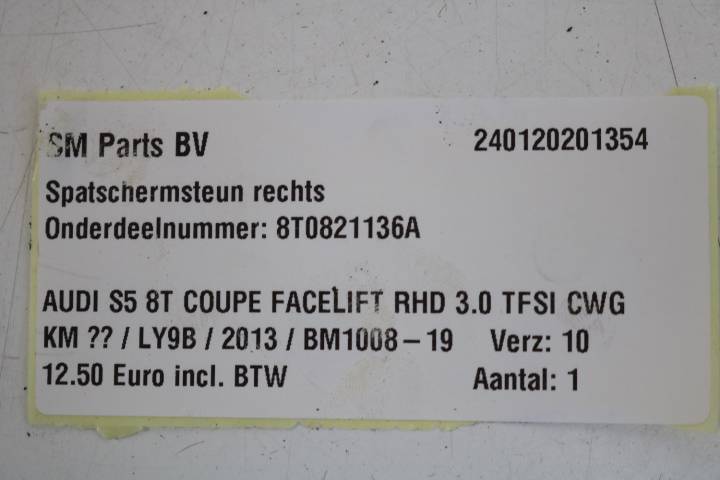 SM Parts BV 240120201354
Spatschermsteun rechts
Onderdeelnummer: 8T0821136A
AUDI S5 8T COUPE FACELIFT RHD 3.0 TFSI CWG
KM ?? / LY9B / 2013 / BM1008-19 Verz: 10
12.50 Euro incl. BTW Aantal: 1